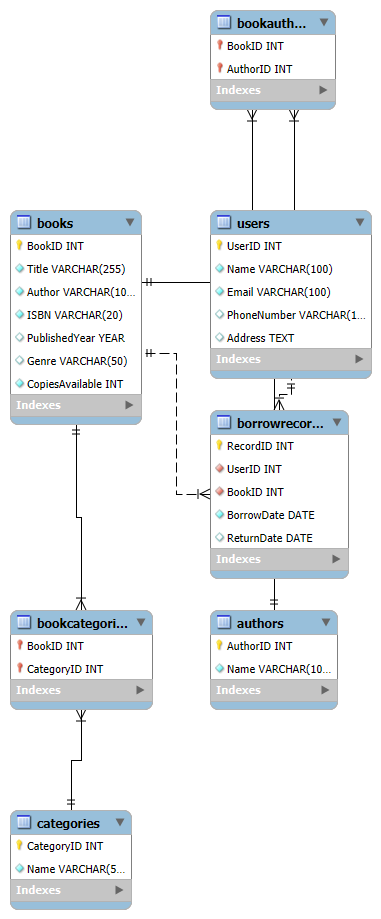 bookauth...
BookID INT
AuthorID INT
Indexes
books
BookID INT
Title VARCHAR(255)
Author VARCHAR(10...
ISBN VARCHAR(20)
PublishedYear YEAR
Genre VARCHAR(50)
CopiesAvailable INT
Indexes
users
UserID INT
Name VARCHAR(100)
Email VARCHAR(100)
PhoneNumber VARCHAR(1...
Address TEXT
Indexes
borrowrecor...
RecordID INT
UserID INT
BookID INT
BorrowDate DATE
ReturnDate DATE
Indexes
bookcategori...
BookID INT
CategoryID INT
Indexes
authors
AuthorID INT
Name VARCHAR(10...
Indexes
categories
CategoryID INT
Name VARCHAR(5...
Indexes